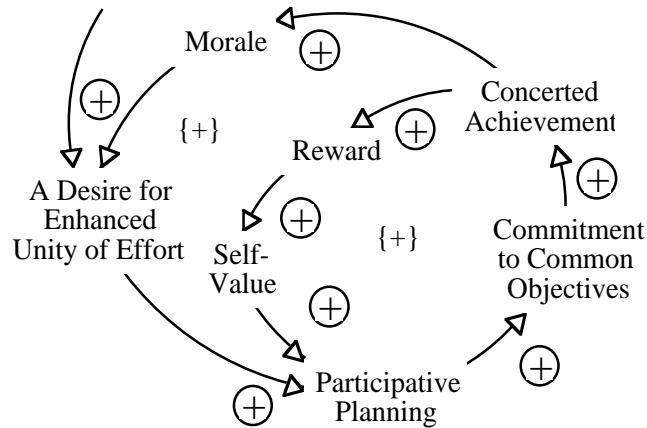 Morale
+
+
Concerted
Achievement
+
{+}
Reward
+
A Desire for
Enhanced
Unity of Effort
+
{+}
Commitment
to Common
Objectives
Self-
Value
+
+
Participative
Planning
+